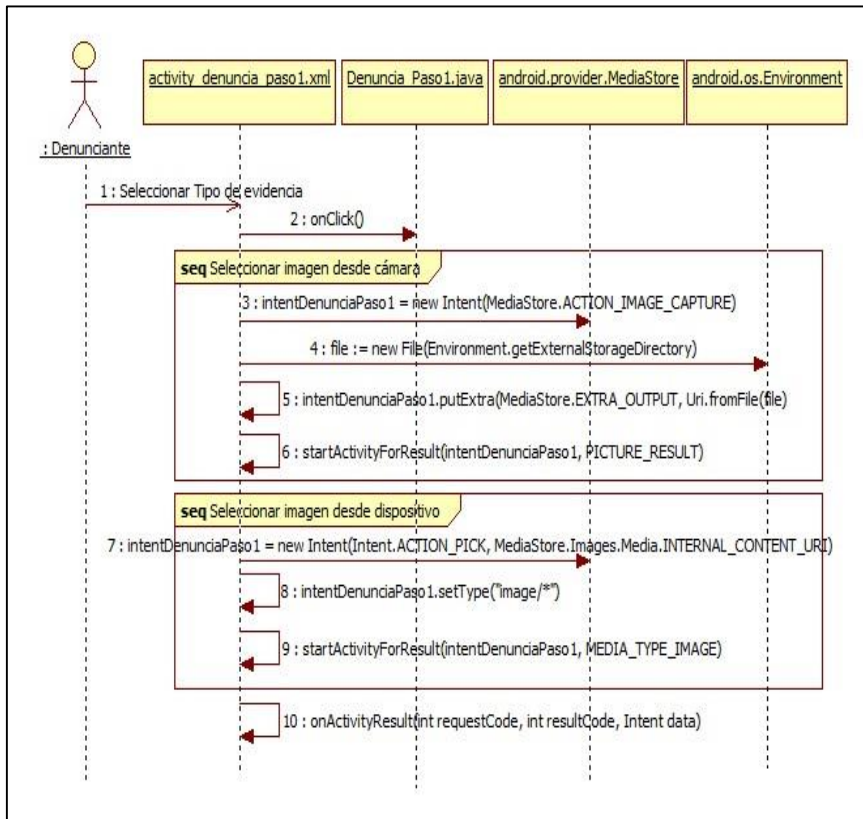 activity_denuncia_paso1.xml
Denuncia_Paso1.java
android.provider.MediaStore
android.os.Environment
: Denunciante
1 : Seleccionar Tipo de evidencia
2 : onClick()
seq Seleccionar imagen desde cámara
3 : intentDenunciaPaso1 = new Intent(MediaStore.ACTION_IMAGE_CAPTURE)
4 : file := new File(Environment.getExternalStorageDirectory)
5 : intentDenunciaPaso1.putExtra(MediaStore.EXTRA_OUTPUT, Uri.fromFile(file)
6 : startActivityForResult(intentDenunciaPaso1, PICTURE_RESULT)
seq Seleccionar imagen desde dispositivo
7 : intentDenunciaPaso1 = new Intent(Intent.ACTION_PICK, MediaStore.Images.Media.INTERNAL_CONTENT_URI)
8 : intentDenunciaPaso1.setType("image/*")
9 : startActivityForResult(intentDenunciaPaso1, MEDIA_TYPE_IMAGE)
10 : onActivityResult(int requestCode, int resultCode, Intent data)